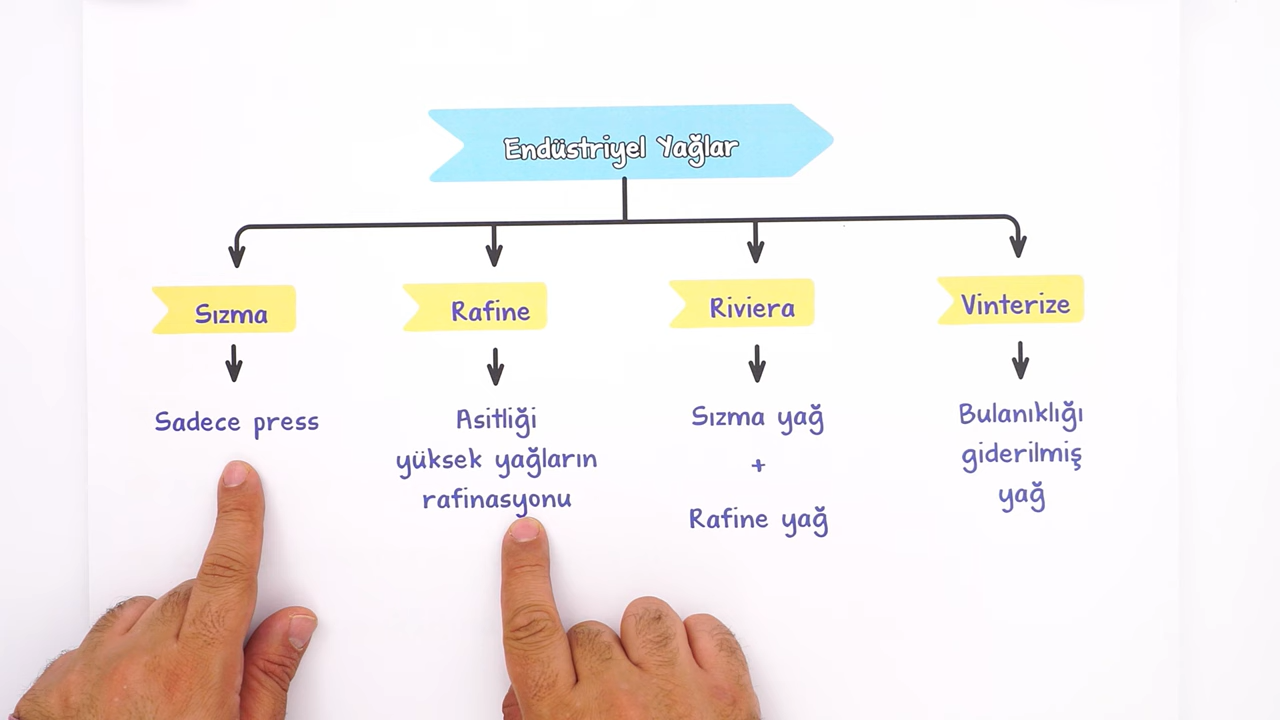 Endüstriyel Yağlar
Sızma
Rafine
Riviera
Vinterize
Sadece press
Asitliği
yüksek yağların
rafinasyonu
Sızma yağ
+
Rafine yağ
Bulanıklığı
giderilmiş
yağ